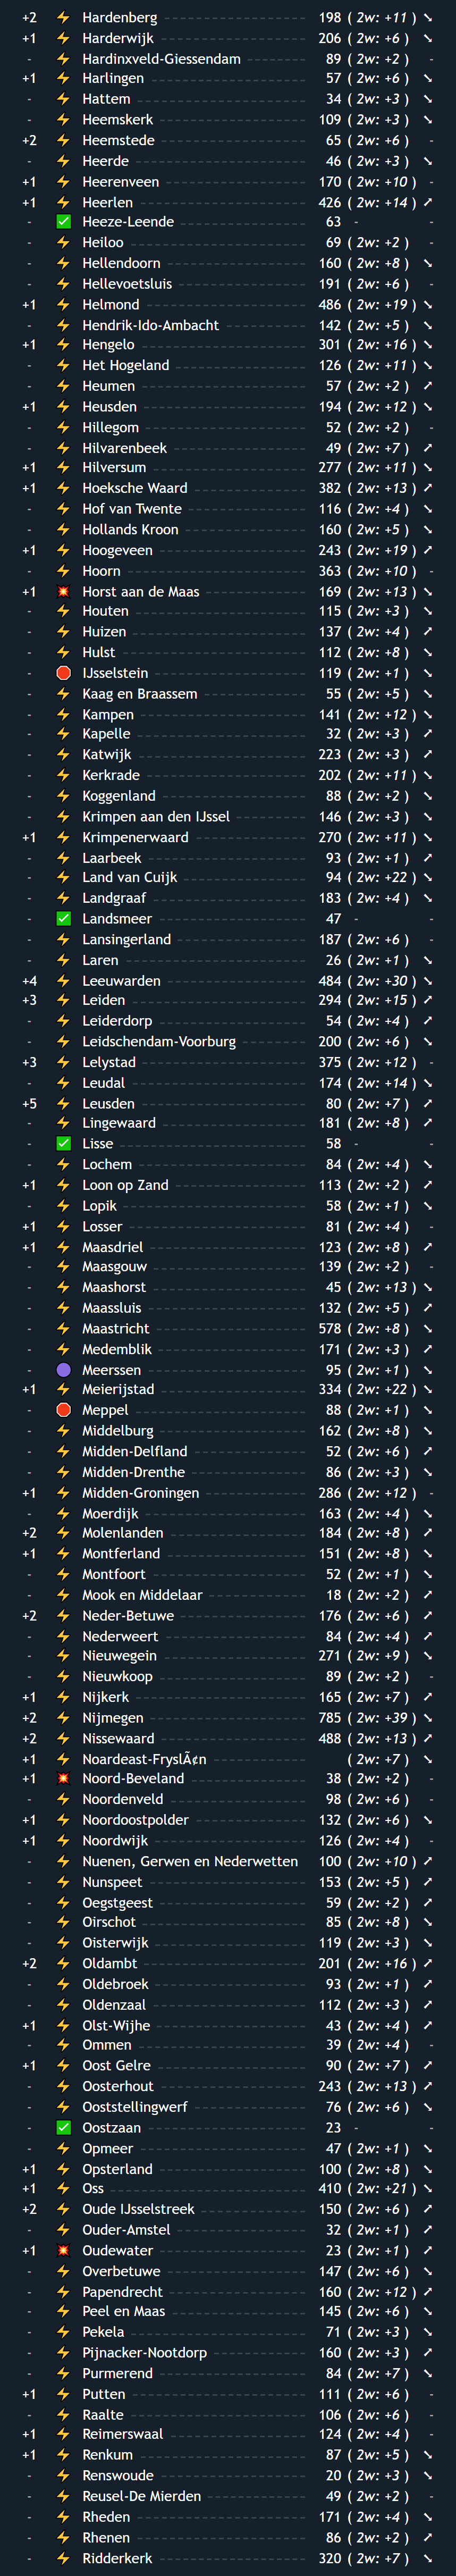 +2 ⚡ Hardenberg 198 ( 2w: +11 ) ↘
+1 ⚡ Harderwijk 206 ( 2w: +6 ) ↘
- ⚡ Hardinxveld-Giessendam 89 ( 2w: +2 ) -
+1 ⚡ Harlingen 57 ( 2w: +6 ) ↘
- ⚡ Hattem 34 ( 2w: +3 ) ↘
- ⚡ Heemskerk 109 ( 2w: +3 ) ↘
+2 ⚡ Heemstede 65 ( 2w: +6 ) -
- ⚡ Heerde 46 ( 2w: +3 ) ↘
+1 ⚡ Heerenveen 170 ( 2w: +10 ) -
+1 ⚡ Heerlen 426 ( 2w: +14 ) ↗
- ✅ Heeze-Leende 63 - -
- ⚡ Heiloo 69 ( 2w: +2 ) -
- ⚡ Hellendoorn 160 ( 2w: +8 ) ↘
- ⚡ Hellevoetsluis 191 ( 2w: +6 ) -
+1 ⚡ Helmond 486 ( 2w: +19 ) ↘
- ⚡ Hendrik-Ido-Ambacht 142 ( 2w: +5 ) ↘
+1 ⚡ Hengelo 301 ( 2w: +16 ) ↘
- ⚡ Het Hogeland 126 ( 2w: +11 ) ↘
- ⚡ Heumen 57 ( 2w: +2 ) ↗
+1 ⚡ Heusden 194 ( 2w: +12 ) ↘
- ⚡ Hillegom 52 ( 2w: +2 ) -
- ⚡ Hilvarenbeek 49 ( 2w: +7 ) ↗
+1 ⚡ Hilversum 277 ( 2w: +11 ) ↘
+1 ⚡ Hoeksche Waard 382 ( 2w: +13 ) ↗
- ⚡ Hof van Twente 116 ( 2w: +4 ) ↘
- ⚡ Hollands Kroon 160 ( 2w: +5 ) ↘
+1 ⚡ Hoogeveen 243 ( 2w: +19 ) ↗
- ⚡ Hoorn 363 ( 2w: +10 ) -
+1 💥 Horst aan de Maas 169 ( 2w: +13 ) ↘
- ⚡ Houten 115 ( 2w: +3 ) ↘
- ⚡ Huizen 137 ( 2w: +4 ) ↗
- ⚡ Hulst 112 ( 2w: +8 ) ↘
- 🛑 IJsselstein 119 ( 2w: +1 ) ↘
- ⚡ Kaag en Braassem 55 ( 2w: +5 ) ↘
- ⚡ Kampen 141 ( 2w: +12 ) ↘
- ⚡ Kapelle 32 ( 2w: +3 ) ↗
- ⚡ Katwijk 223 ( 2w: +3 ) ↗
- ⚡ Kerkrade 202 ( 2w: +11 ) ↘
- ⚡ Koggenland 88 ( 2w: +2 ) ↘
- ⚡ Krimpen aan den IJssel 146 ( 2w: +3 ) ↘
+1 ⚡ Krimpenerwaard 270 ( 2w: +11 ) ↘
- ⚡ Laarbeek 93 ( 2w: +1 ) ↗
- ⚡ Land van Cuijk 94 ( 2w: +22 ) ↘
- ⚡ Landgraaf 183 ( 2w: +4 ) ↘
- ✅ Landsmeer 47 - -
- ⚡ Lansingerland 187 ( 2w: +6 ) -
- ⚡ Laren 26 ( 2w: +1 ) ↘
+4 ⚡ Leeuwarden 484 ( 2w: +30 ) ↘
+3 ⚡ Leiden 294 ( 2w: +15 ) ↗
- ⚡ Leiderdorp 54 ( 2w: +4 ) ↗
- ⚡ Leidschendam-Voorburg 200 ( 2w: +6 ) ↘
+3 ⚡ Lelystad 375 ( 2w: +12 ) -
- ⚡ Leudal 174 ( 2w: +14 ) ↘
+5 ⚡ Leusden 80 ( 2w: +7 ) ↗
- ⚡ Lingewaard 181 ( 2w: +8 ) ↗
- ✅ Lisse 58 - -
- ⚡ Lochem 84 ( 2w: +4 ) ↘
+1 ⚡ Loon op Zand 113 ( 2w: +2 ) ↗
- ⚡ Lopik 58 ( 2w: +1 ) ↘
+1 ⚡ Losser 81 ( 2w: +4 ) -
+1 ⚡ Maasdriel 123 ( 2w: +8 ) ↗
- ⚡ Maasgouw 139 ( 2w: +2 ) -
- ⚡ Maashorst 45 ( 2w: +13 ) ↘
- ⚡ Maassluis 132 ( 2w: +5 ) ↗
- ⚡ Maastricht 578 ( 2w: +8 ) ↘
- ⚡ Medemblik 171 ( 2w: +3 ) ↗
- 🟣 Meerssen 95 ( 2w: +1 ) ↘
+1 ⚡ Meierijstad 334 ( 2w: +22 ) ↘
- 🛑 Meppel 88 ( 2w: +1 ) ↘
- ⚡ Middelburg 162 ( 2w: +8 ) ↘
- ⚡ Midden-Delfland 52 ( 2w: +6 ) ↗
- ⚡ Midden-Drenthe 86 ( 2w: +3 ) ↘
+1 ⚡ Midden-Groningen 286 ( 2w: +12 ) -
- ⚡ Moerdijk 163 ( 2w: +4 ) ↘
+2 ⚡ Molenlanden 184 ( 2w: +8 ) ↗
+1 ⚡ Montferland 151 ( 2w: +8 ) ↘
- ⚡ Montfoort 52 ( 2w: +1 ) ↘
- ⚡ Mook en Middelaar 18 ( 2w: +2 ) ↗
+2 ⚡ Neder-Betuwe 176 ( 2w: +6 ) ↗
- ⚡ Nederweert 84 ( 2w: +4 ) ↗
- ⚡ Nieuwegein 271 ( 2w: +9 ) ↘
- ⚡ Nieuwkoop 89 ( 2w: +2 ) -
+1 ⚡ Nijkerk 165 ( 2w: +7 ) ↗
+2 ⚡ Nijmegen 785 ( 2w: +39 ) ↘
+2 ⚡ Nissewaard 488 ( 2w: +13 ) ↗
+1 ⚡ Noardeast-FryslÃ¢n ( 2w: +7 ) ↘
+1 💥 Noord-Beveland 38 ( 2w: +2 ) -
- ⚡ Noordenveld 98 ( 2w: +6 ) -
+1 ⚡ Noordoostpolder 132 ( 2w: +6 ) ↘
+1 ⚡ Noordwijk 126 ( 2w: +4 ) -
- ⚡ Nuenen, Gerwen en Nederwetten 100 ( 2w: +10 ) ↗
- ⚡ Nunspeet 153 ( 2w: +5 ) ↗
- ⚡ Oegstgeest 59 ( 2w: +2 ) ↗
- ⚡ Oirschot 85 ( 2w: +8 ) ↘
- ⚡ Oisterwijk 119 ( 2w: +3 ) ↘
+2 ⚡ Oldambt 201 ( 2w: +16 ) ↗
- ⚡ Oldebroek 93 ( 2w: +1 ) ↗
- ⚡ Oldenzaal 112 ( 2w: +3 ) ↗
+1 ⚡ Olst-Wijhe 43 ( 2w: +4 ) ↗
- ⚡ Ommen 39 ( 2w: +4 ) -
+1 ⚡ Oost Gelre 90 ( 2w: +7 ) ↗
- ⚡ Oosterhout 243 ( 2w: +13 ) ↗
- ⚡ Ooststellingwerf 76 ( 2w: +6 ) ↘
- ✅ Oostzaan 23 - -
- ⚡ Opmeer 47 ( 2w: +1 ) ↘
+1 ⚡ Opsterland 100 ( 2w: +8 ) ↘
+1 ⚡ Oss 410 ( 2w: +21 ) ↘
+2 ⚡ Oude IJsselstreek 150 ( 2w: +6 ) ↗
- ⚡ Ouder-Amstel 32 ( 2w: +1 ) ↗
+1 💥 Oudewater 23 ( 2w: +1 ) ↗
- ⚡ Overbetuwe 147 ( 2w: +6 ) ↘
- ⚡ Papendrecht 160 ( 2w: +12 ) ↗
- ⚡ Peel en Maas 145 ( 2w: +6 ) ↘
- ⚡ Pekela 71 ( 2w: +3 ) ↘
- ⚡ Pijnacker-Nootdorp 160 ( 2w: +3 ) ↗
- ⚡ Purmerend 84 ( 2w: +7 ) ↘
+1 ⚡ Putten 111 ( 2w: +6 ) -
- ⚡ Raalte 106 ( 2w: +6 ) -
+1 ⚡ Reimerswaal 124 ( 2w: +4 ) -
+1 ⚡ Renkum 87 ( 2w: +5 ) ↘
- ⚡ Renswoude 20 ( 2w: +3 ) ↘
- ⚡ Reusel-De Mierden 49 ( 2w: +2 ) -
- ⚡ Rheden 171 ( 2w: +4 ) ↘
- ⚡ Rhenen 86 ( 2w: +2 ) ↗
- ⚡ Ridderkerk 320 ( 2w: +7 ) ↘